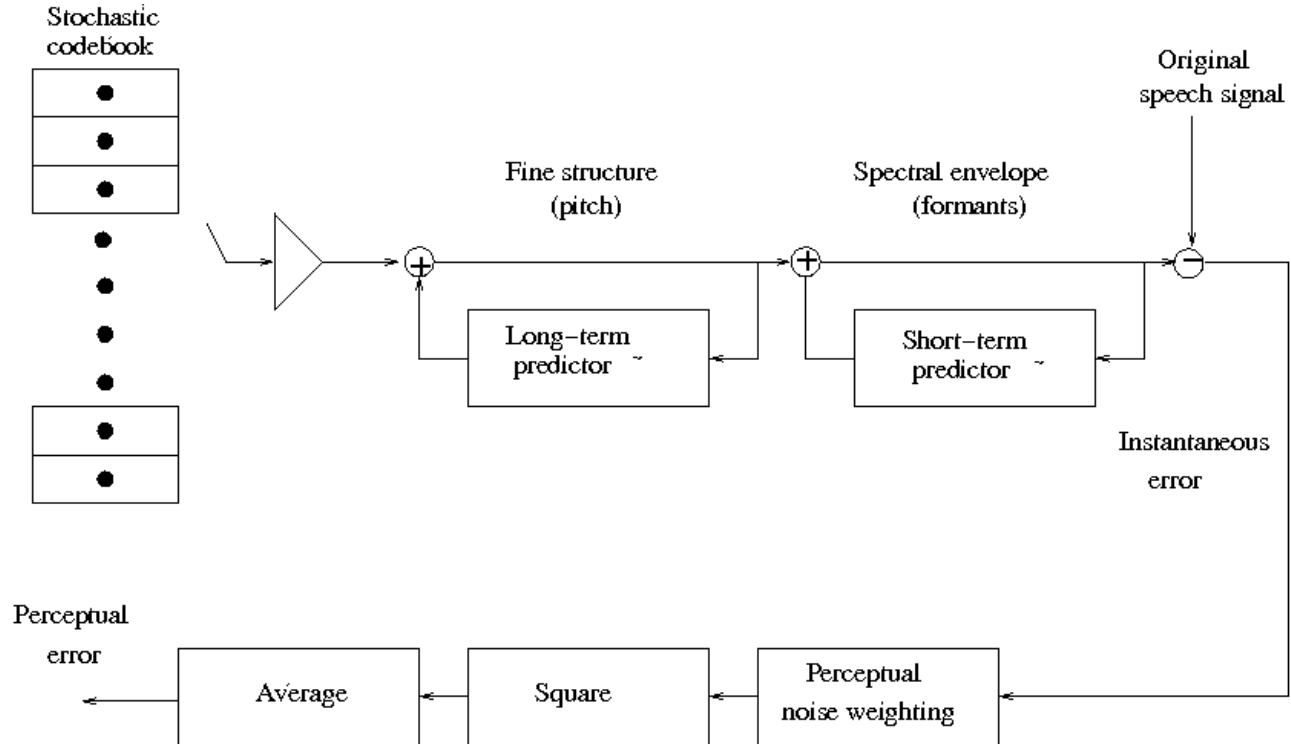 Stochastic
codebook
Original
speech signal
Fine structure
(pitch)
Spectral envelope
(formants)
+
+
−
Long−term
predictor ~
Short−term
predictor ~
Instantaneous
error
Perceptual
error
Average
Square
Perceptual
noise weighting